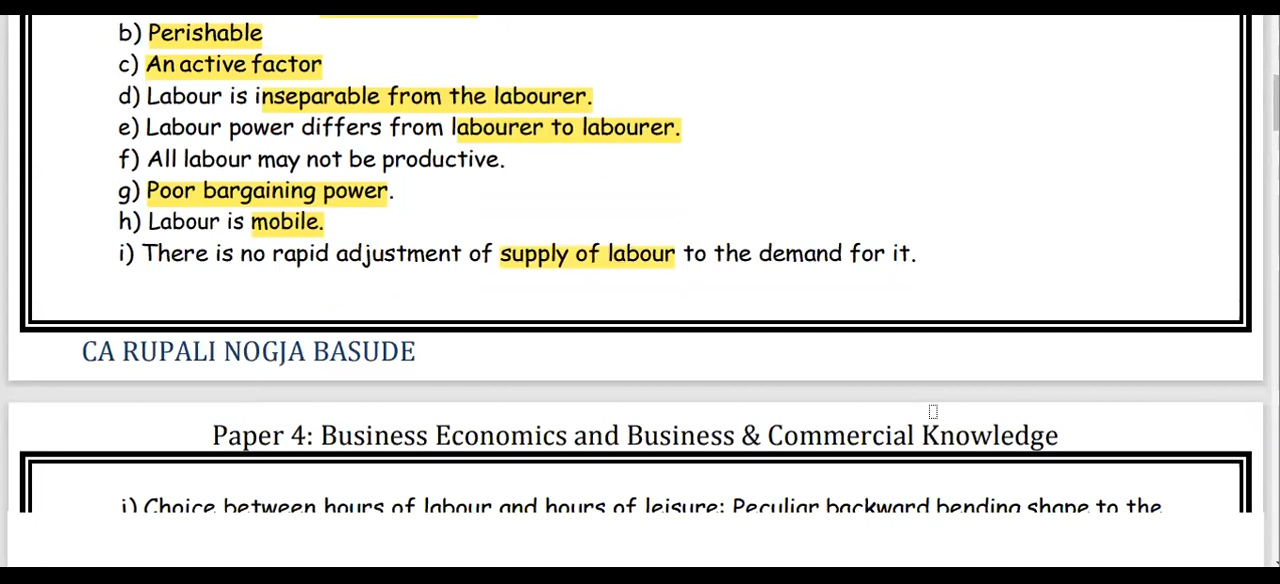 b) Perishable
c) An active factor
d) Labour is inseparable from the labourer.
e) Labour power differs from labourer to labourer.
f) All labour may not be productive.
g) Poor bargaining power.
h) Labour is mobile.
i) There is no rapid adjustment of supply of labour to the demand for it.
CA RUPALI NOGJA BASUDE
Paper 4: Business Economics and Business & Commercial Knowledge
j) Choice between hours of labour and hours of leisure: Peculiar backward bending shape to the